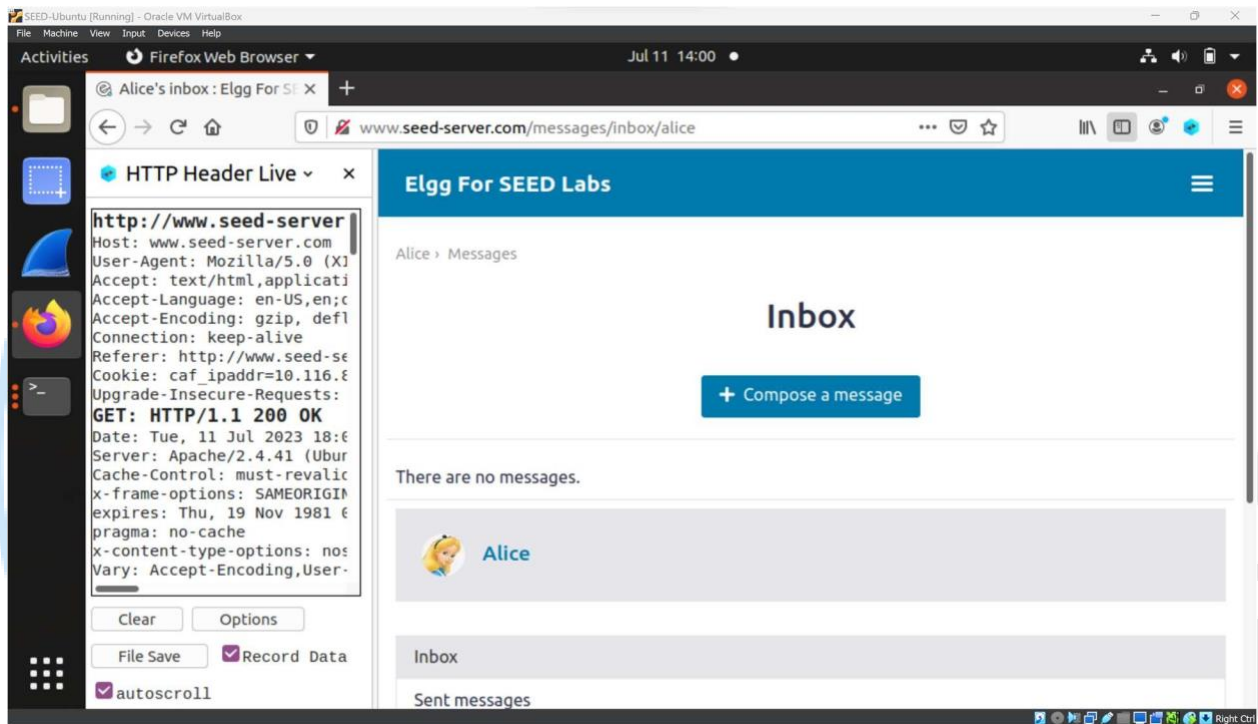 SEED-Ubuntu [Running] - Oracle VM VirtualBox
File Machine View Input Devices Help
Activities Firefox Web Browser Jul 11 14:00
Alice's inbox : Elgg For SE
www.seed-server.com/messages/inbox/alice
HTTP Header Live
http://www.seed-server
Host: www.seed-server.com
User-Agent: Mozilla/5.0 (X1
Accept: text/html,applicati
Accept-Language: en-US,en;
Accept-Encoding: gzip, defl
Connection: keep-alive
Referer: http://www.seed-se
Cookie: caf_ipaddr=10.116.8
Upgrade-Insecure-Requests:
GET: HTTP/1.1 200 OK
Date: Tue, 11 Jul 2023 18:
Server: Apache/2.4.41 (Ubun
Cache-Control: must-revalid
x-frame-options: SAMEORIGIN
expires: Thu, 19 Nov 1981
pragma: no-cache
x-content-type-options: nos
Vary: Accept-Encoding,User-
Clear Options
File Save Record Data
autoscroll
Elgg For SEED Labs
Alice › Messages
Inbox
+ Compose a message
There are no messages.
Alice
Inbox
Sent messages
Right Ctrl